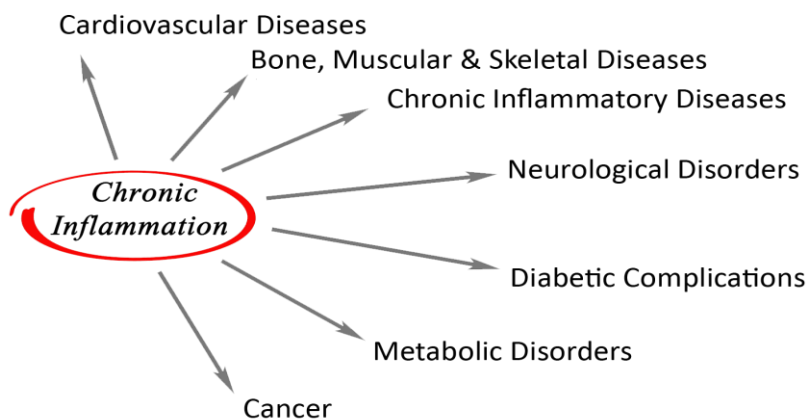 Cardiovascular Diseases
Bone, Muscular & Skeletal Diseases
Chronic Inflammatory Diseases
Neurological Disorders
Chronic
Inflammation
Diabetic Complications
Metabolic Disorders
Cancer